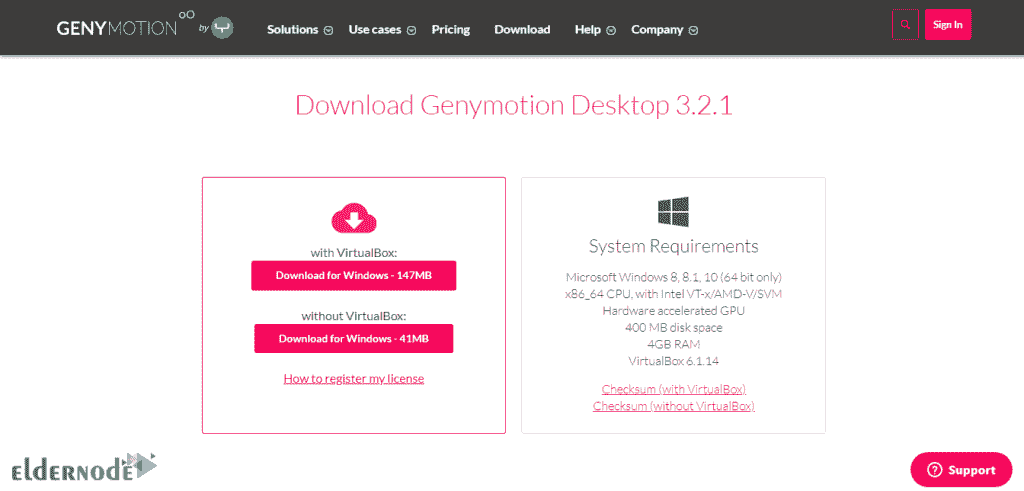 GENYMOTION by
Solutions Use cases Pricing Download Help Company
Sign In
Download Genymotion Desktop 3.2.1
with VirtualBox:
Download for Windows - 147MB
without VirtualBox:
Download for Windows - 41MB
How to register my license
System Requirements
Microsoft Windows 8, 8.1, 10 (64 bit only)
x86_64 CPU, with Intel VT-x/AMD-V/SVM
Hardware accelerated GPU
400 MB disk space
4GB RAM
VirtualBox 6.1.14
Checksum (with VirtualBox)
Checksum (without VirtualBox)
eldernode
Support